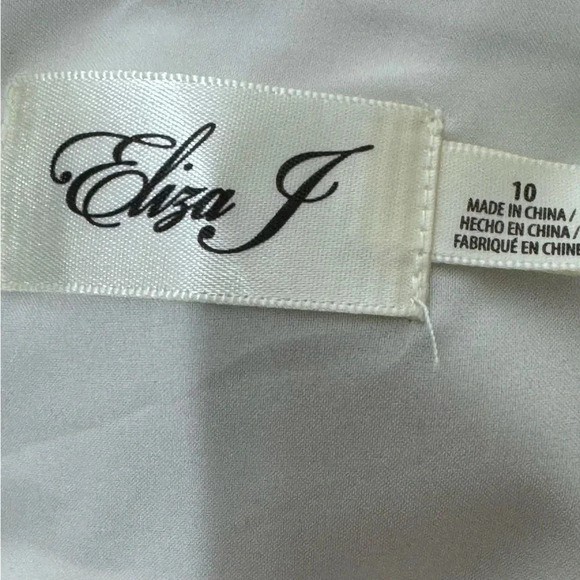 Eliza J
10
MADE IN CHINA /
HECHO EN CHINA /
FABRIQUÉ EN CHINE